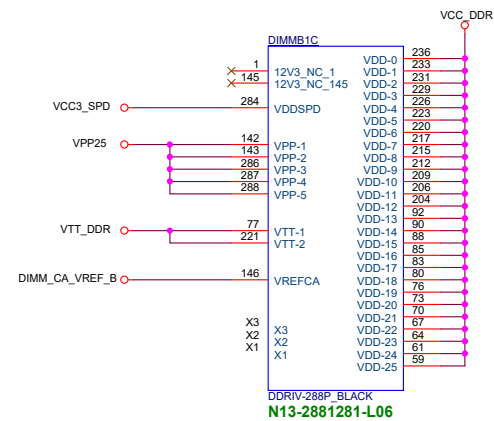 VCC_DDR
DIMMB1C
1 12V3_NC_1 VDD-0 236
145 12V3_NC_145 VDD-1 233
VDD-2 231
VDD-3 229
VCC3_SPD 284 VDDSPD VDD-4 226
VDD-5 223
VDD-6 220
VPP25 142 VPP-1 VDD-7 217
143 VPP-2 VDD-8 215
286 VPP-3 VDD-9 212
287 VPP-4 VDD-10 209
288 VPP-5 VDD-11 206
VDD-12 204
VDD-13 92
VTT_DDR 77 VTT-1 VDD-14 90
221 VTT-2 VDD-15 88
VDD-16 85
VDD-17 83
DIMM_CA_VREF_B 146 VREFCA VDD-18 80
VDD-19 76
VDD-20 73
VDD-21 70
X3 X3 VDD-22 67
X2 X2 VDD-23 64
X1 X1 VDD-24 61
VDD-25 59
DDRIV-288P_BLACK
N13-2881281-L06